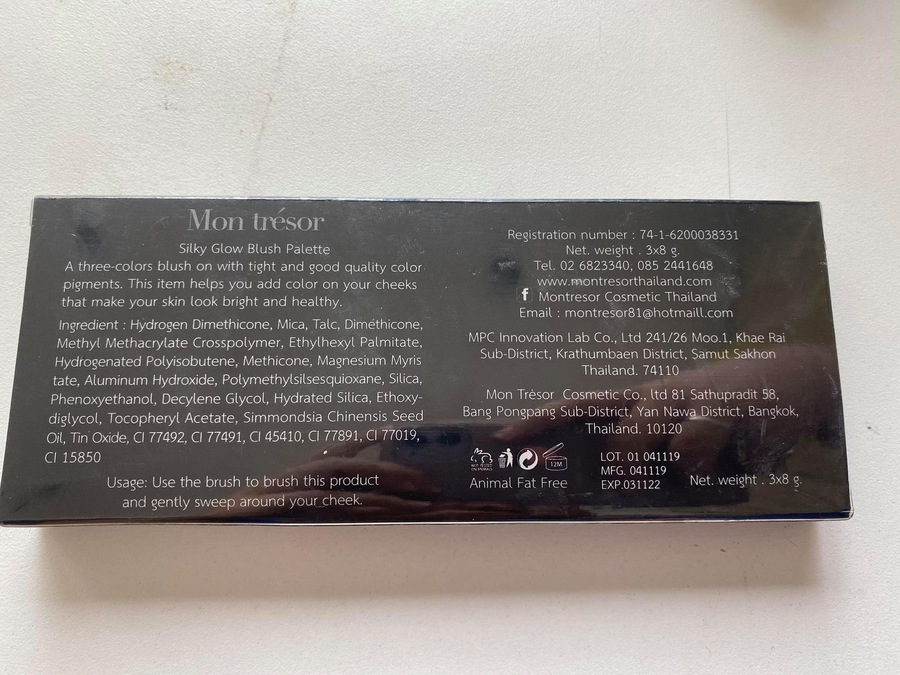 Mon trésor
Silky Glow Blush Palette
A three-colors blush on with tight and good quality color
pigments. This item helps you add color on your cheeks
that make your skin look bright and healthy.
Ingredient : Hydrogen Dimethicone, Mica, Talc, Dimethicone,
Methyl Methacrylate Crosspolymer, Ethylhexyl Palmitate,
Hydrogenated Polyisobutene, Methicone, Magnesium Myris
tate, Aluminum Hydroxide, Polymethylsilsesquioxane, Silica,
Phenoxyethanol, Decylene Glycol, Hydrated Silica, Ethoxy-
diglycol, Tocopheryl Acetate, Simmondsia Chinensis Seed
Oil, Tin Oxide, CI 77492, CI 77491, CI 45410, CI 77891, CI 77019,
CI 15850
Usage: Use the brush to brush this product
and gently sweep around your cheek.
Registration number : 74-1-6200038331
Net. weight . 3x8 g.
Tel. 02 6823340, 085 2441648
www.montresorthailand.com
f Montresor Cosmetic Thailand
Email : montresor81@hotmaill.com
MPC Innovation Lab Co., Ltd 241/26 Moo.1, Khae Rai
Sub-District, Krathumbaen District, Samut Sakhon
Thailand. 74110
Mon Trèsor Cosmetic Co., ltd 81 Sathupradit 58,
Bang Pongpang Sub-District, Yan Nawa District, Bangkok,
Thailand. 10120
NOT TESTED
ON ANIMALS
12M
Animal Fat Free
LOT. 01 041119
MFG. 041119
EXP.031122
Net. weight . 3x8 g.